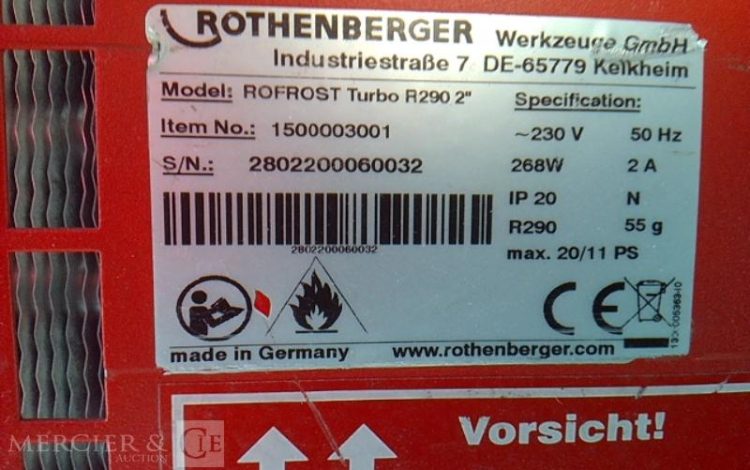 ROTHENBERGER Werkzeuge GmbH
Industriestraße 7 DE-65779 Kelkheim
Model: ROFROST Turbo R290 2"
Specification:
Item No.: 1500003001
~230 V 50 Hz
S/N.: 2802200060032
268W 2 A
IP 20 N
R290 55 g
2802200060032
max. 20/11 PS
CE
made in Germany www.rothenberger.com
Vorsicht!
MERCIER & CIE
AUCTION